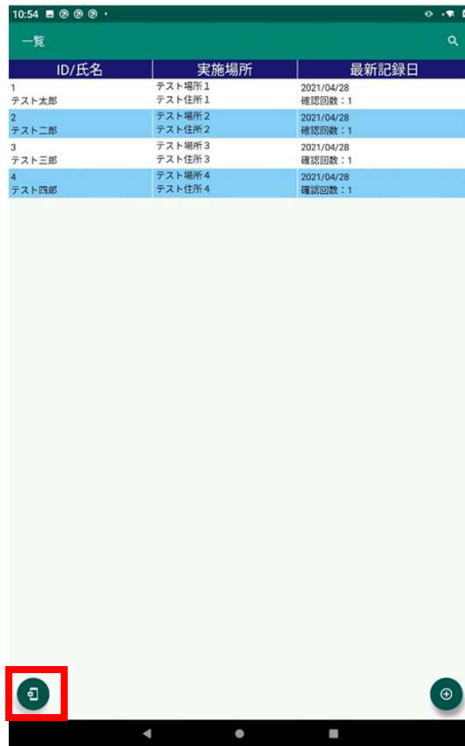 10:54
一覧
ID/氏名 実施場所 最新記録日
1 テスト場所1 2021/04/28
テスト太郎 テスト住所1 確認回数:1
2 テスト場所2 2021/04/28
テスト二郎 テスト住所2 確認回数:1
3 テスト場所3 2021/04/28
テスト三郎 テスト住所3 確認回数:1
4 テスト場所4 2021/04/28
テスト四郎 テスト住所4 確認回数:1